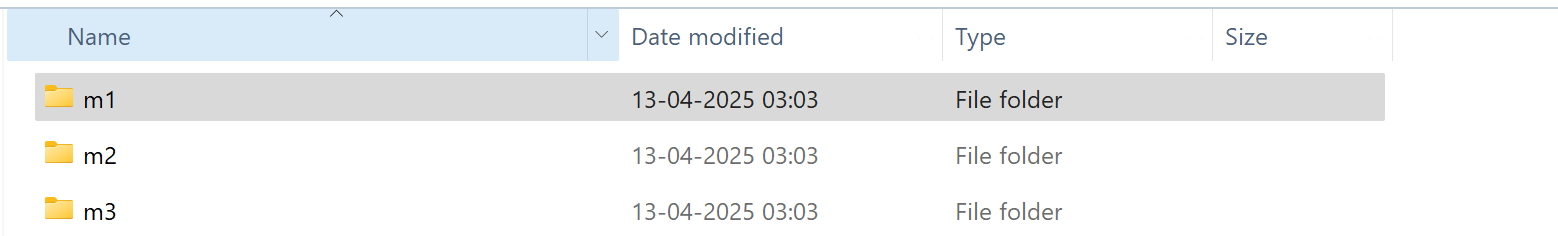 Name Date modified Type Size
m1 13-04-2025 03:03 File folder
m2 13-04-2025 03:03 File folder
m3 13-04-2025 03:03 File folder